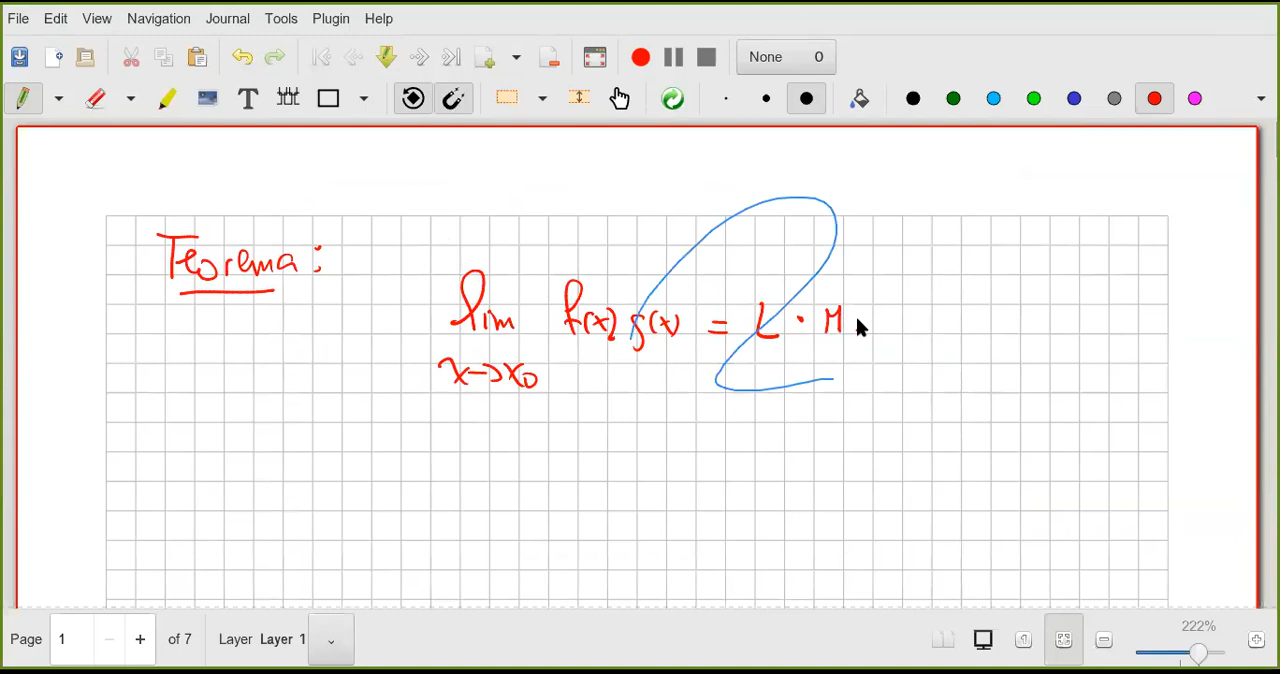 File Edit View Navigation Journal Tools Plugin Help
None 0
Teorema:
lim f(x) g(x) = L · M
x→x₀
Page 1 of 7 Layer Layer 1 222%